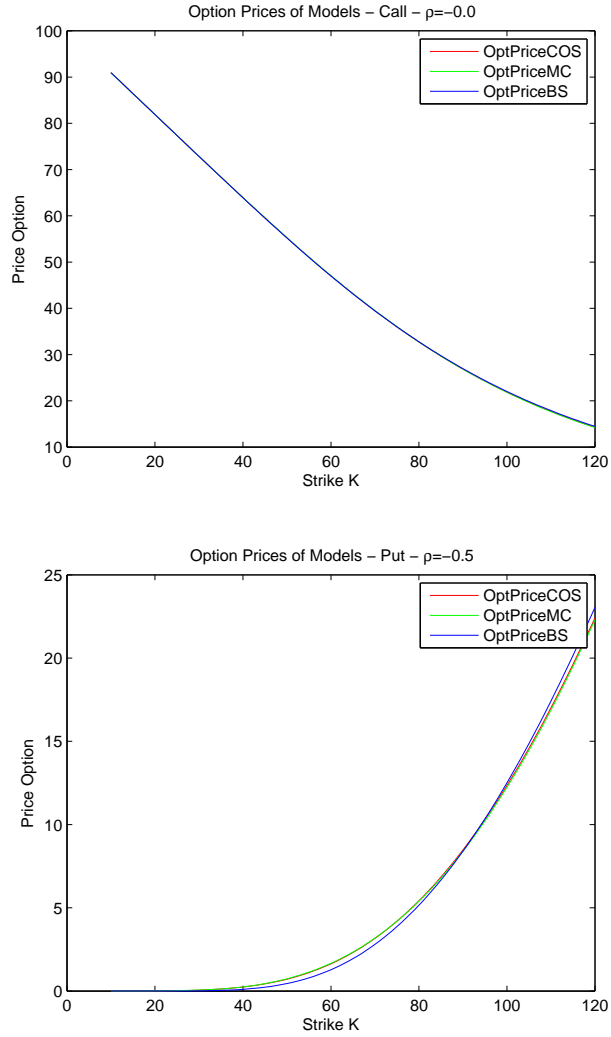 Option Prices of Models − Call − ρ=−0.0
100
90
80
70
60
50
40
30
20
10
Price Option
0 20 40 60 80 100 120
Strike K
OptPriceCOS
OptPriceMC
OptPriceBS
Option Prices of Models − Put − ρ=−0.5
25
20
15
10
5
0
Price Option
0 20 40 60 80 100 120
Strike K
OptPriceCOS
OptPriceMC
OptPriceBS